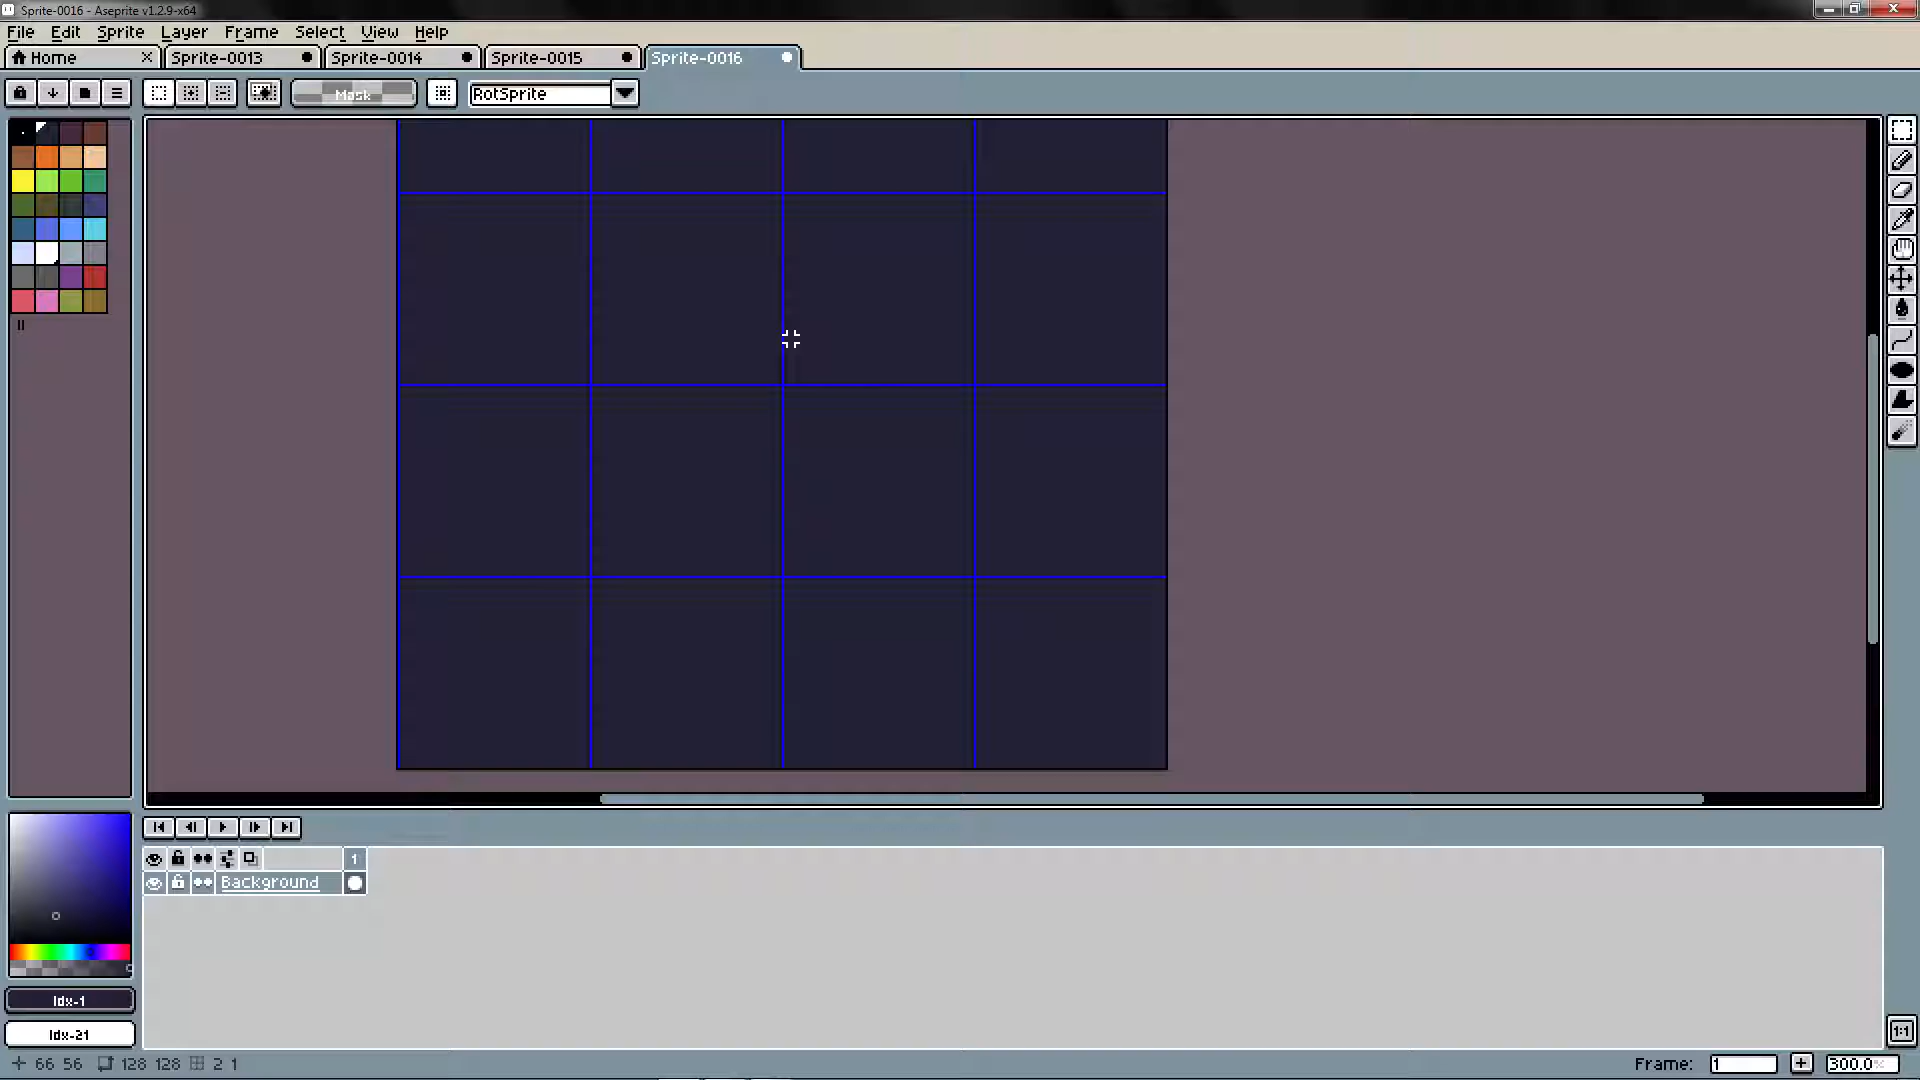 Sprite-0016 - Aseprite v1.2.9-x64
File Edit Sprite Layer Frame Select View Help
Home Sprite-0013 Sprite-0014 Sprite-0015 Sprite-0016
Mask RotSprite
1
Background
Idx-1
Idx-21
66 56 128 128 2 1 Frame: 1 300.0%
1:1